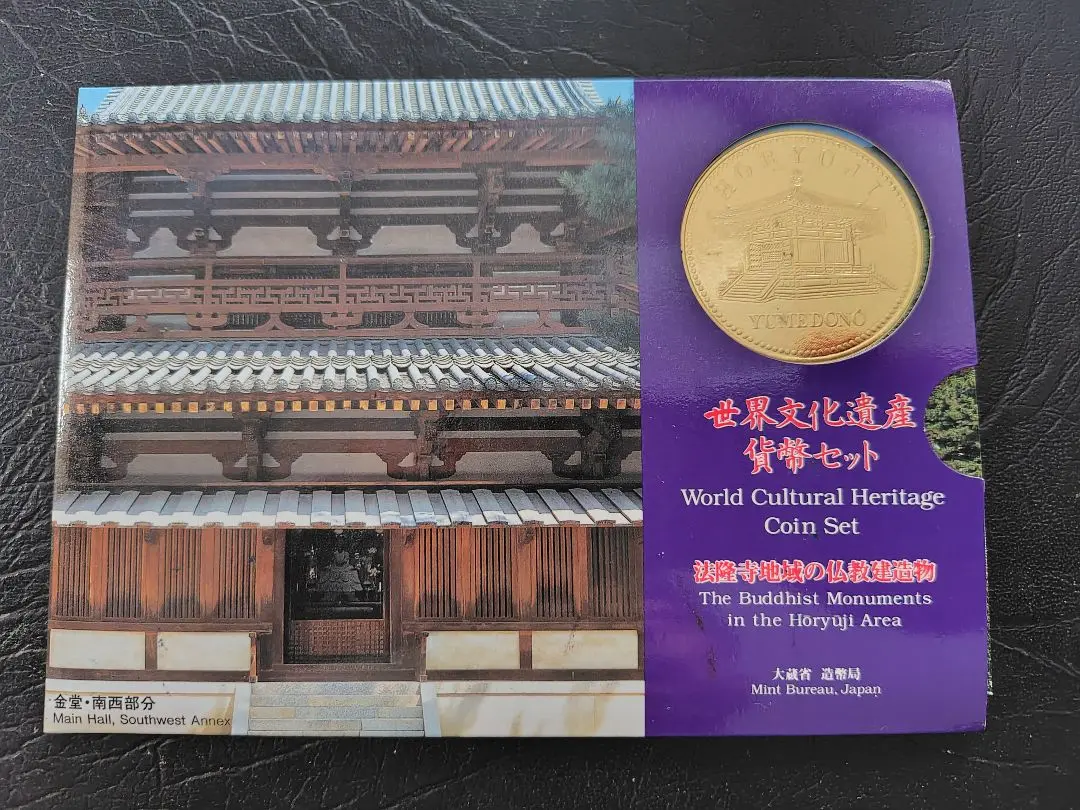 HORYUJI
YUMEDONO
世界文化遺産
貨幣セット
World Cultural Heritage
Coin Set
法隆寺地域の仏教建造物
The Buddhist Monuments
in the Hōryūji Area
大蔵省 造幣局
Mint Bureau, Japan
金堂・南西部分
Main Hall, Southwest Annex